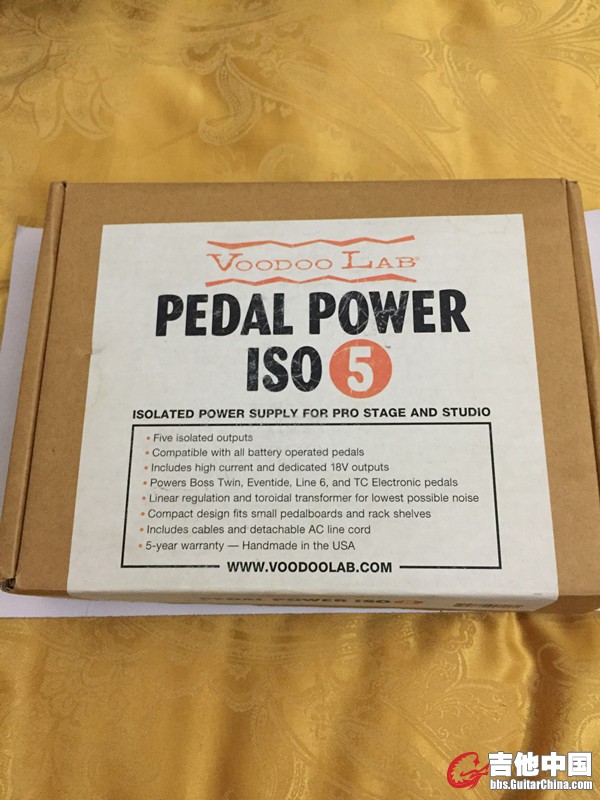 VOODOO LAB®
PEDAL POWER
ISO 5™
ISOLATED POWER SUPPLY FOR PRO STAGE AND STUDIO
• Five isolated outputs
• Compatible with all battery operated pedals
• Includes high current and dedicated 18V outputs
• Powers Boss Twin, Eventide, Line 6, and TC Electronic pedals
• Linear regulation and toroidal transformer for lowest possible noise
• Compact design fits small pedalboards and rack shelves
• Includes cables and detachable AC line cord
• 5-year warranty — Handmade in the USA
WWW.VOODOOLAB.COM
PEDAL POWER ISO
吉他中国
bbs.GuitarChina.com